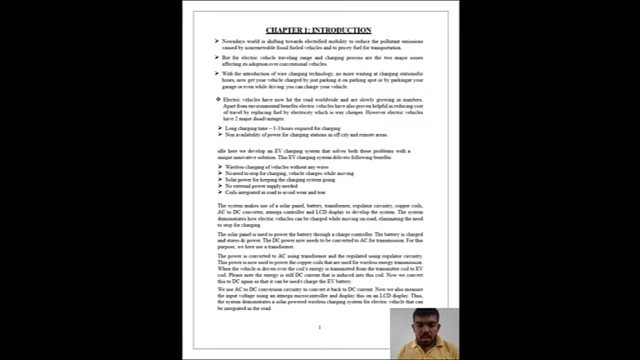 CHAPTER 1: INTRODUCTION
➢ Nowadays world is shifting towards electrified mobility to reduce the pollutant emissions
caused by nonrenewable fossil fueled vehicles and to pricey fuel for transportation.
➢ But for electric vehicle traveling range and charging process are the two major issues
affecting its adoption over conventional vehicles.
➢ With the introduction of wire charging technology, no more waiting at charging stations for
hours, now get your vehicle charged by just parking it on parking spot or by parking at your
garage or even while driving you can charge your vehicle.
❖ Electric vehicles have now hit the road worldwide and are slowly growing in numbers.
Apart from environmental benefits electric vehicles have also proven helpful in reducing cost
of travel by replacing fuel by electricity which is way cheaper. However electric vehicles
have 2 major disadvantages.
➢ Long charging time – 1-3 hours required for charging
➢ Non availability of power for charging stations in off city and remote areas.
here we develop an EV charging system that solves both these problems with a
unique innovative solution. This EV charging system delivers following benefits:
➢ Wireless charging of vehicles without any wires
➢ No need to stop for charging, vehicle charges while moving
➢ Solar power for keeping the charging system going
➢ No external power supply needed
➢ Coils integrated in road to avoid wear and tear
The system makes use of a solar panel, battery, transformer, regulator circuitry, copper coils,
AC to DC converter, atmega controller and LCD display to develop the system. The system
demonstrates how electric vehicles can be charged while moving on road, eliminating the
need to stop for charging.
The solar panel is used to power the battery through a charge controller. The battery is charged
and stores dc power. The DC power now needs to be converted to AC for transmission. For this
purpose, we here use a transformer.
The power is converted to AC using transformer and the regulated using regulator circuitry.
This power is now used to power the copper coils that are used for wireless energy transmission.
When the vehicle is driven over the coil's energy is transmitted from the transmitter coil to EV
coil. Please note the energy is still DC current that is induced into this coil. Now we convert
this to DC again so that it can be used t charge the EV battery.
We use AC to DC conversion circuitry to convert it back to DC current. Now we also measure
the input voltage using an atmega microcontroller and display this on an LCD display. Thus,
the system demonstrates a solar powered wireless charging system for electric vehicle that can
be integrated in the road.
1